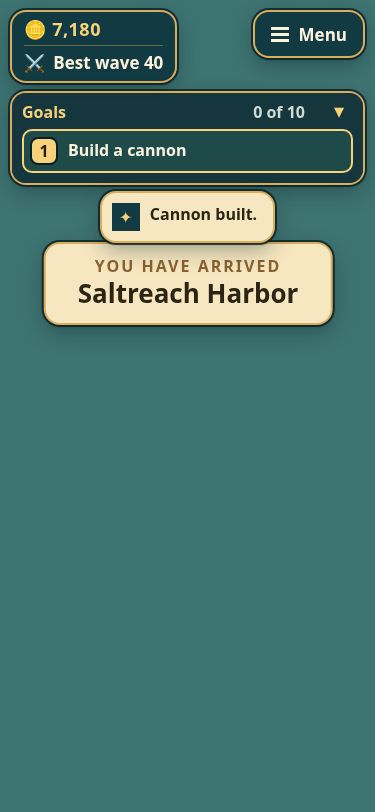 7,180
Best wave 40
Menu
Goals
0 of 10
1
Build a cannon
Cannon built.
YOU HAVE ARRIVED
Saltreach Harbor